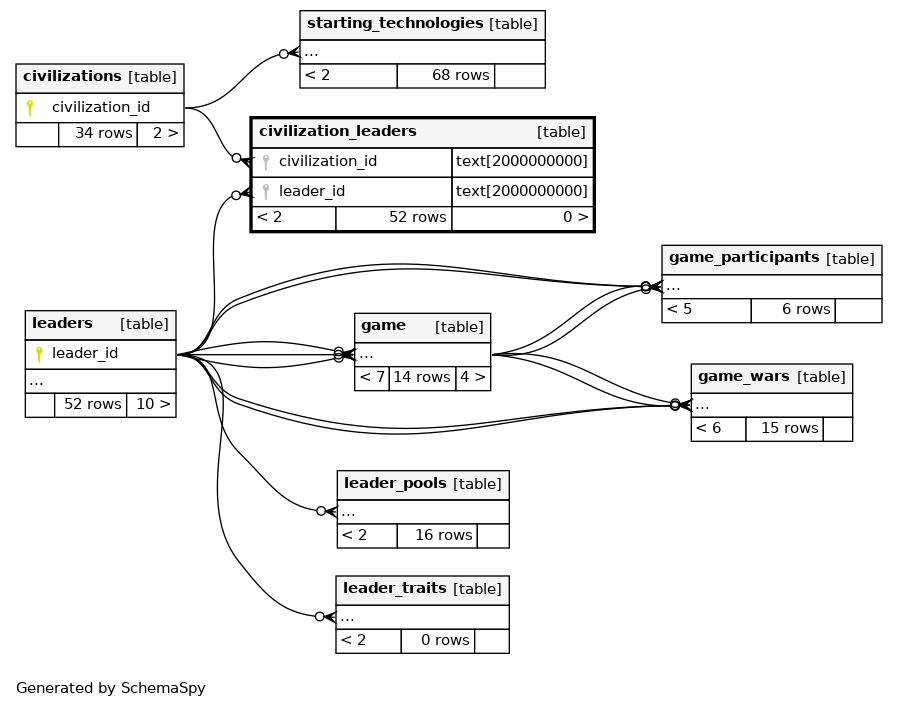 starting_technologies [table]
...
< 2 68 rows
civilizations [table]
civilization_id
34 rows 2 >
civilization_leaders [table]
civilization_id text[2000000000]
leader_id text[2000000000]
< 2 52 rows 0 >
game_participants [table]
...
< 5 6 rows
leaders [table]
leader_id
...
52 rows 10 >
game [table]
...
< 7 14 rows 4 >
game_wars [table]
...
< 6 15 rows
leader_pools [table]
...
< 2 16 rows
leader_traits [table]
...
< 2 0 rows
Generated by SchemaSpy